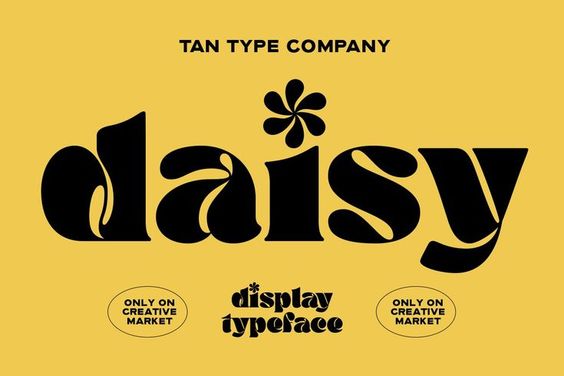 TAN TYPE COMPANY
daisy
ONLY ON
CREATIVE
MARKET
display
typeface
ONLY ON
CREATIVE
MARKET